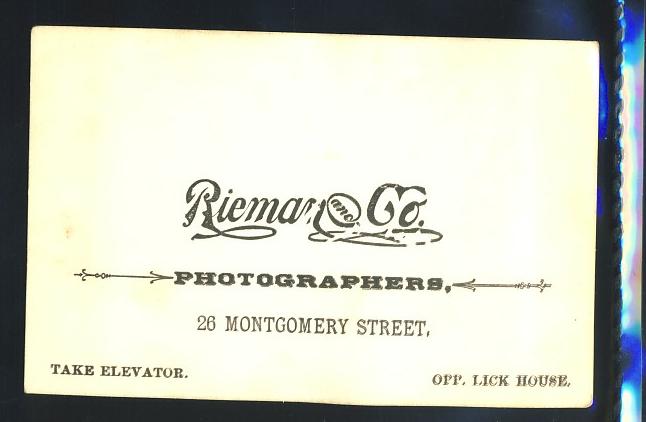 Rieman and Co.
PHOTOGRAPHERS,
26 MONTGOMERY STREET,
TAKE ELEVATOR.
OPP. LICK HOUSE.